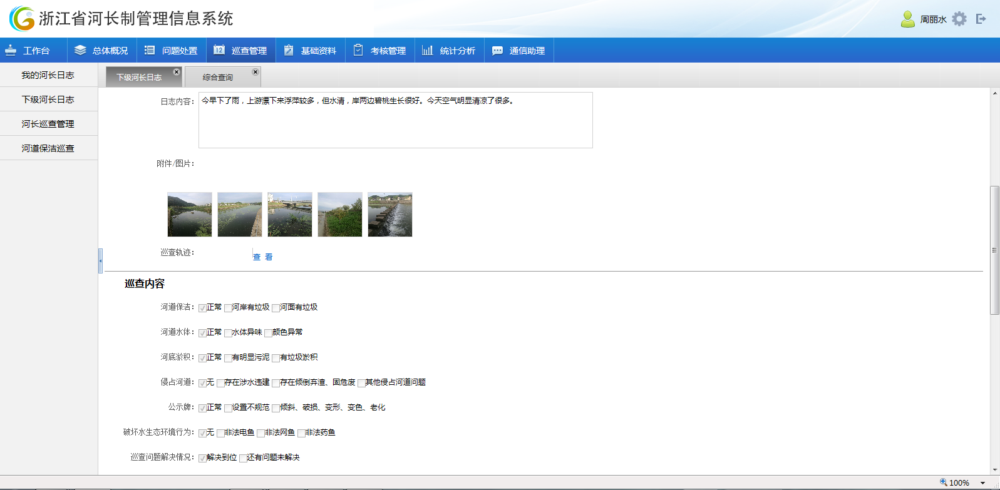 浙江省河长制管理信息系统
周丽水
工作台 总体概况 问题处置 12 巡查管理 基础资料 考核管理 统计分析 通信助理
我的河长日志
下级河长日志
河长巡查管理
河道保洁巡查
下级河长日志 综合查询
日志内容: 今早下了雨，上游漂下来浮萍较多，但水清，岸两边碧桃生长很好。今天空气明显清凉了很多。
附件/图片:
巡查轨迹: 查 看
巡查内容
河道保洁: 正常 河岸有垃圾 河面有垃圾
河道水体: 正常 水体异味 颜色异常
河底淤积: 正常 有明显污泥 有垃圾淤积
侵占河道: 无 存在涉水违建 存在倾倒弃渣、固危废 其他侵占河道问题
公示牌: 正常 设置不规范 倾斜、破损、变形、变色、老化
破坏水生态环境行为: 无 非法电鱼 非法网鱼 非法药鱼
巡查问题解决情况: 解决到位 还有问题未解决
100%